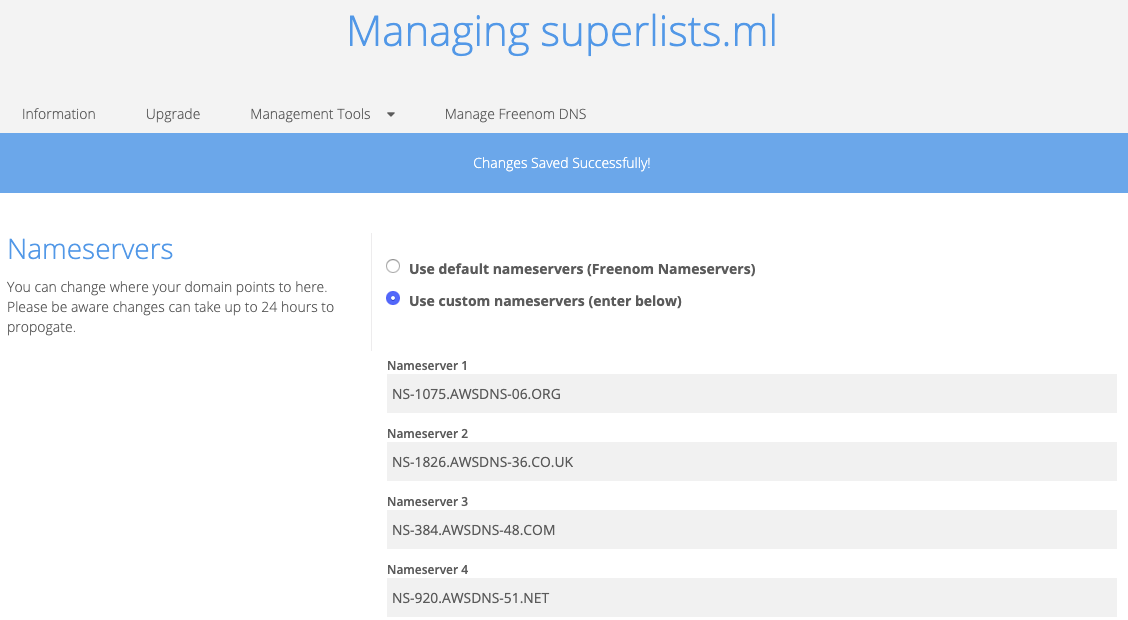 Managing superlists.ml
Information Upgrade Management Tools Manage Freenom DNS
Changes Saved Successfully!
Nameservers
You can change where your domain points to here.
Please be aware changes can take up to 24 hours to
propogate.
Use default nameservers (Freenom Nameservers)
Use custom nameservers (enter below)
Nameserver 1
NS-1075.AWSDNS-06.ORG
Nameserver 2
NS-1826.AWSDNS-36.CO.UK
Nameserver 3
NS-384.AWSDNS-48.COM
Nameserver 4
NS-920.AWSDNS-51.NET